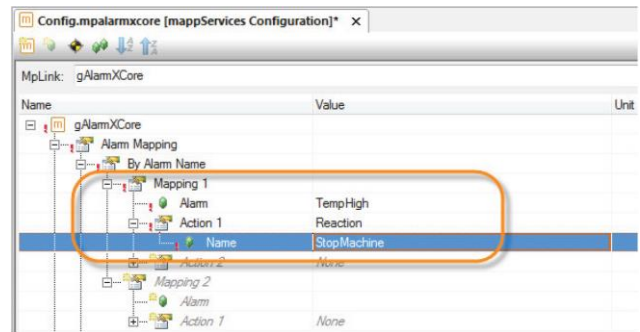 Config.mpalarmxcore [mappServices Configuration]* ×
MpLink: gAlarmXCore
Name Value Unit
gAlarmXCore
Alarm Mapping
By Alarm Name
Mapping 1
Alarm TempHigh
Action 1 Reaction
Name StopMachine
Action 2 None
Mapping 2
Alarm
Action 1 None